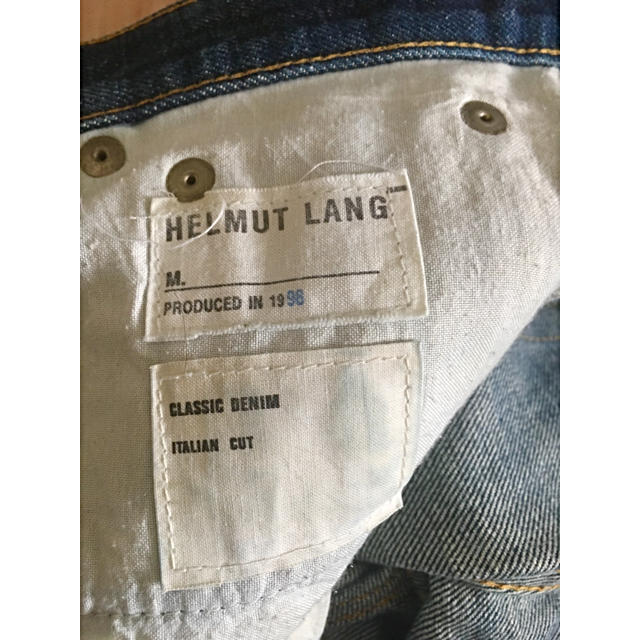 HELMUT LANG
M.
PRODUCED IN 1998
CLASSIC DENIM
ITALIAN CUT